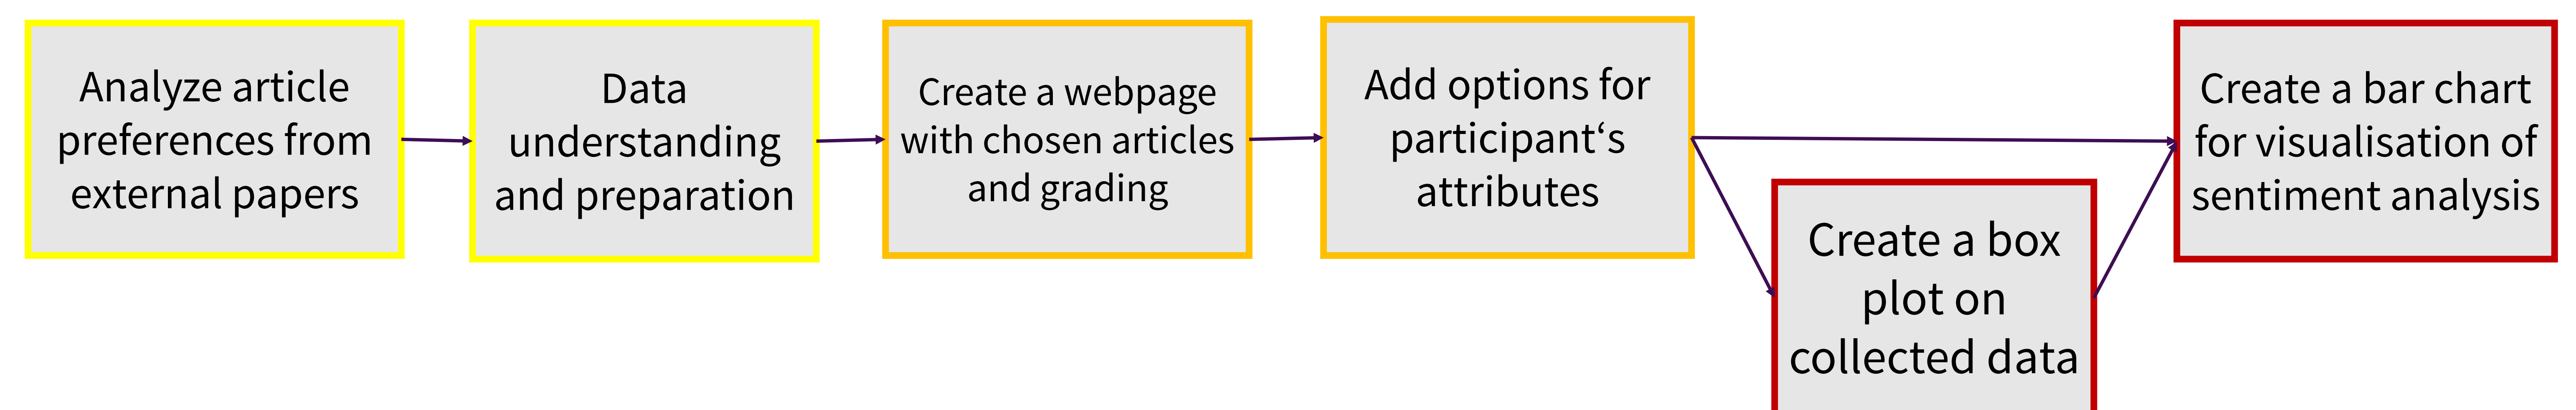 Analyze article
preferences from
external papers
Data
understanding
and preparation
Create a webpage
with chosen articles
and grading
Add options for
participant‘s
attributes
Create a box
plot on
collected data
Create a bar chart
for visualisation of
sentiment analysis